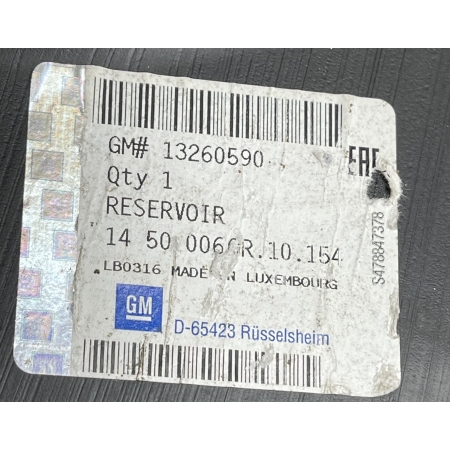 GM# 13260590
EAC
Qty 1
RESERVOIR
14 50 006 GR.10.154
LB0316 MADE IN LUXEMBOURG
GM
D-65423 Rüsselsheim
S478847378